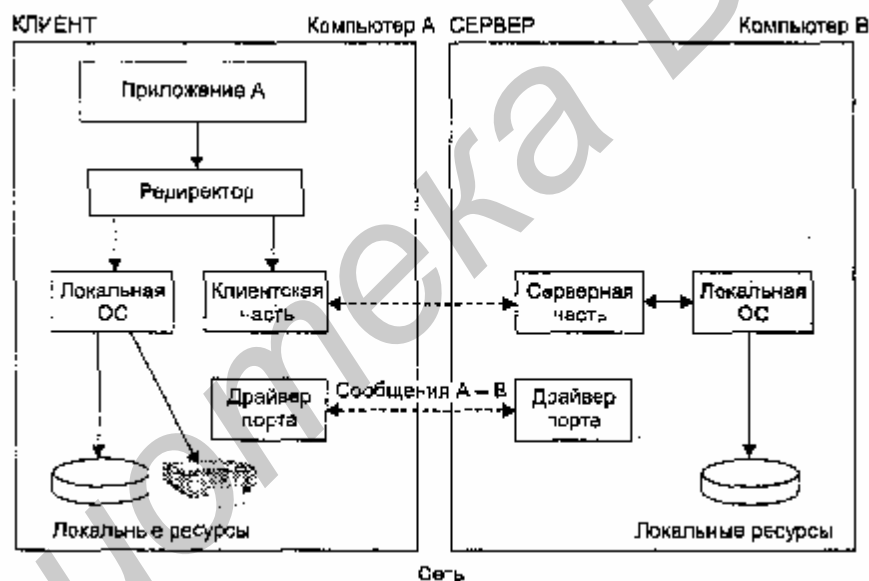 КЛИЕНТ
Компьютер А
СЕРВЕР
Компьютер В
Приложение А
Редиректор
Локальная
ОС
Клиентская
часть
Серверная
часть
Локальная
ОС
Драйвер
порта
Сообщения А – В
Драйвер
порта
Локальные ресурсы
Локальные ресурсы
Сеть